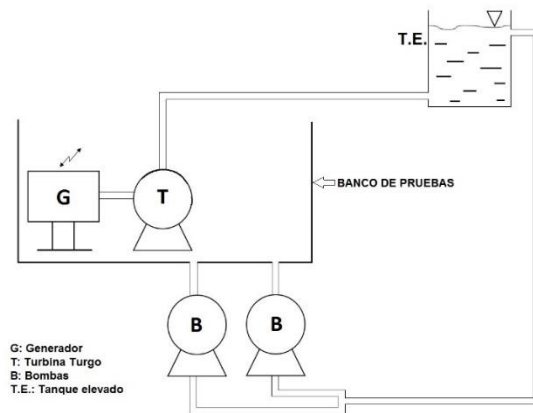 T.E.
G
T
BANCO DE PRUEBAS
B
B
G: Generador
T: Turbina Turgo
B: Bombas
T.E.: Tanque elevado